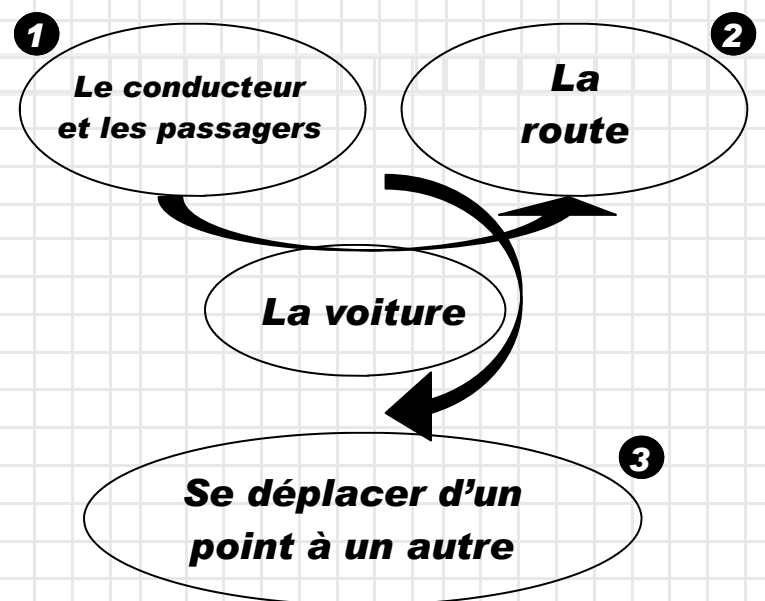 1
Le conducteur
et les passagers
2
La
route
La voiture
3
Se déplacer d’un
point à un autre